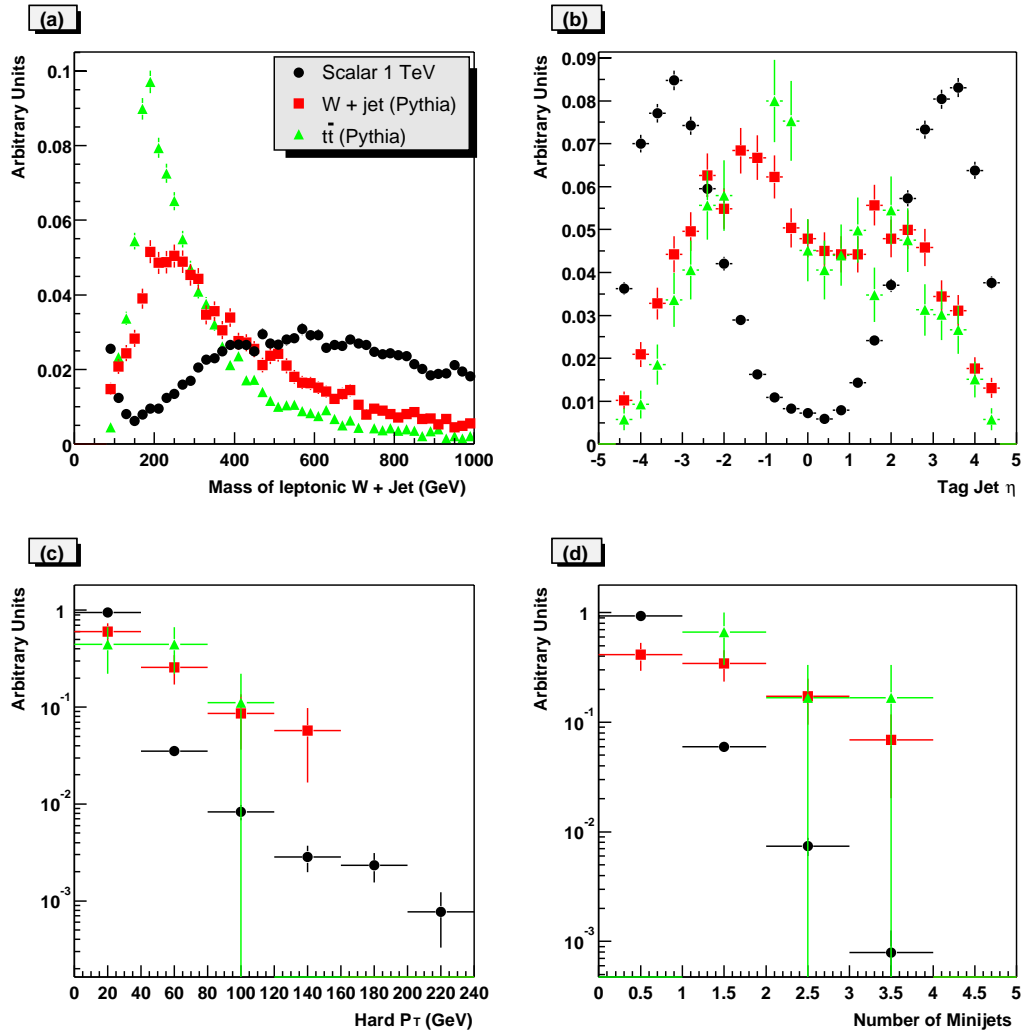 (a)
Arbitrary Units
0.1
0.08
0.06
0.04
0.02
0
Scalar 1 TeV
W + jet (Pythia)
tt̄ (Pythia)
0 200 400 600 800 1000
Mass of leptonic W + Jet (GeV)
(b)
Arbitrary Units
0.09
0.08
0.07
0.06
0.05
0.04
0.03
0.02
0.01
0
-5 -4 -3 -2 -1 0 1 2 3 4 5
Tag Jet η
(c)
Arbitrary Units
1
10^-1
10^-2
10^-3
0 20 40 60 80 100 120 140 160 180 200 220 240
Hard P_T (GeV)
(d)
Arbitrary Units
1
10^-1
10^-2
10^-3
0 0.5 1 1.5 2 2.5 3 3.5 4 4.5 5
Number of Minijets